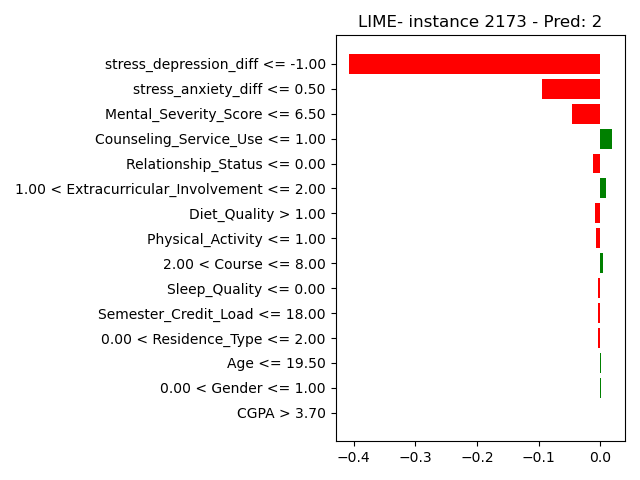 LIME- instance 2173 - Pred: 2
stress_depression_diff <= -1.00
stress_anxiety_diff <= 0.50
Mental_Severity_Score <= 6.50
Counseling_Service_Use <= 1.00
Relationship_Status <= 0.00
1.00 < Extracurricular_Involvement <= 2.00
Diet_Quality > 1.00
Physical_Activity <= 1.00
2.00 < Course <= 8.00
Sleep_Quality <= 0.00
Semester_Credit_Load <= 18.00
0.00 < Residence_Type <= 2.00
Age <= 19.50
0.00 < Gender <= 1.00
CGPA > 3.70
−0.4 −0.3 −0.2 −0.1 0.0